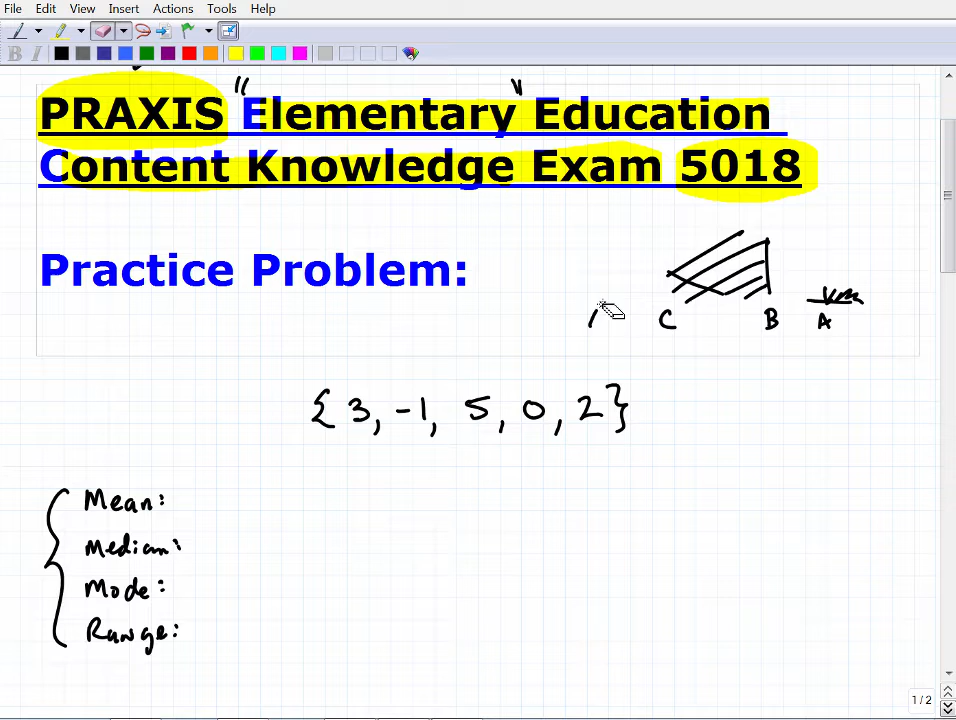 File Edit View Insert Actions Tools Help
B I
PRAXIS "Elementary" Education
Content Knowledge Exam 5018
Practice Problem:
C B A
{3, -1, 5, 0, 2}
Mean:
Median:
Mode:
Range:
1/2